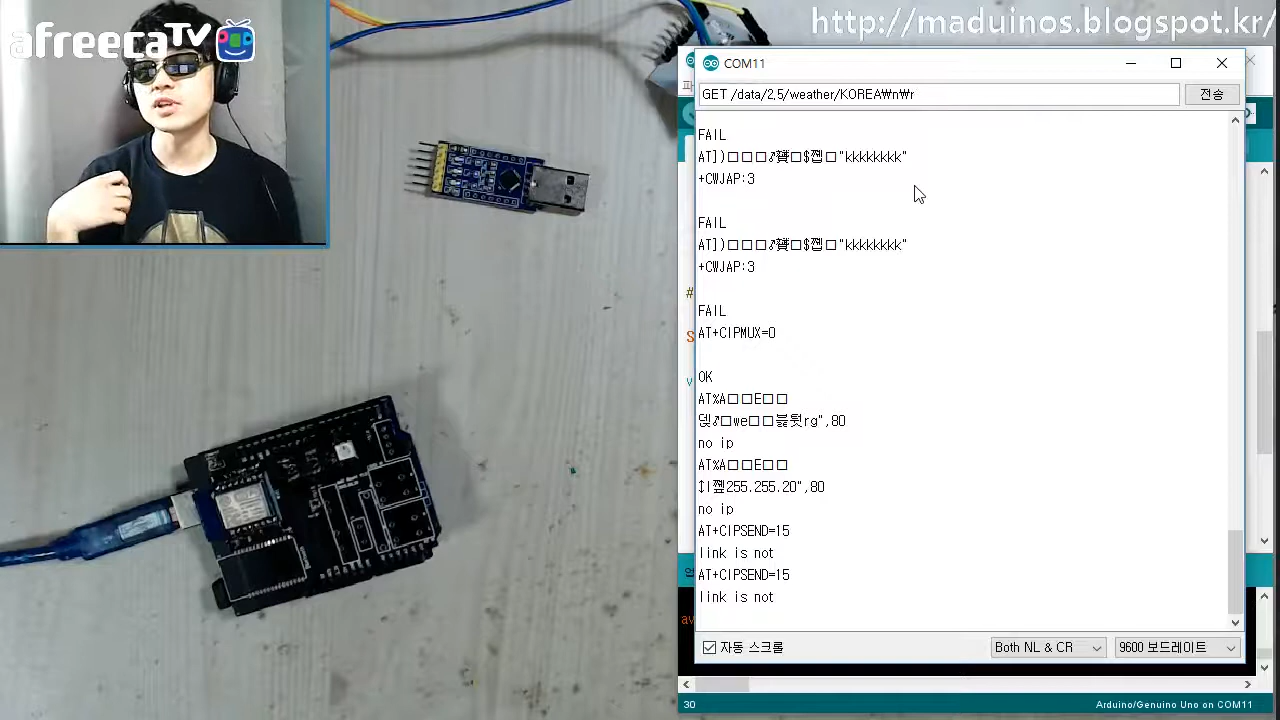 afreecaTV
http://maduinos.blogspot.kr/
COM11
GET /data/2.5/weather/KOREA₩n₩r
전송
FAIL
+CWJAP:3
FAIL
+CWJAP:3
FAIL
AT+CIPMUX=0
OK
no ip
no ip
AT+CIPSEND=15
link is not
AT+CIPSEND=15
link is not
자동 스크롤
Both NL & CR
9600 보드레이트
30
Arduino/Genuino Uno on COM11